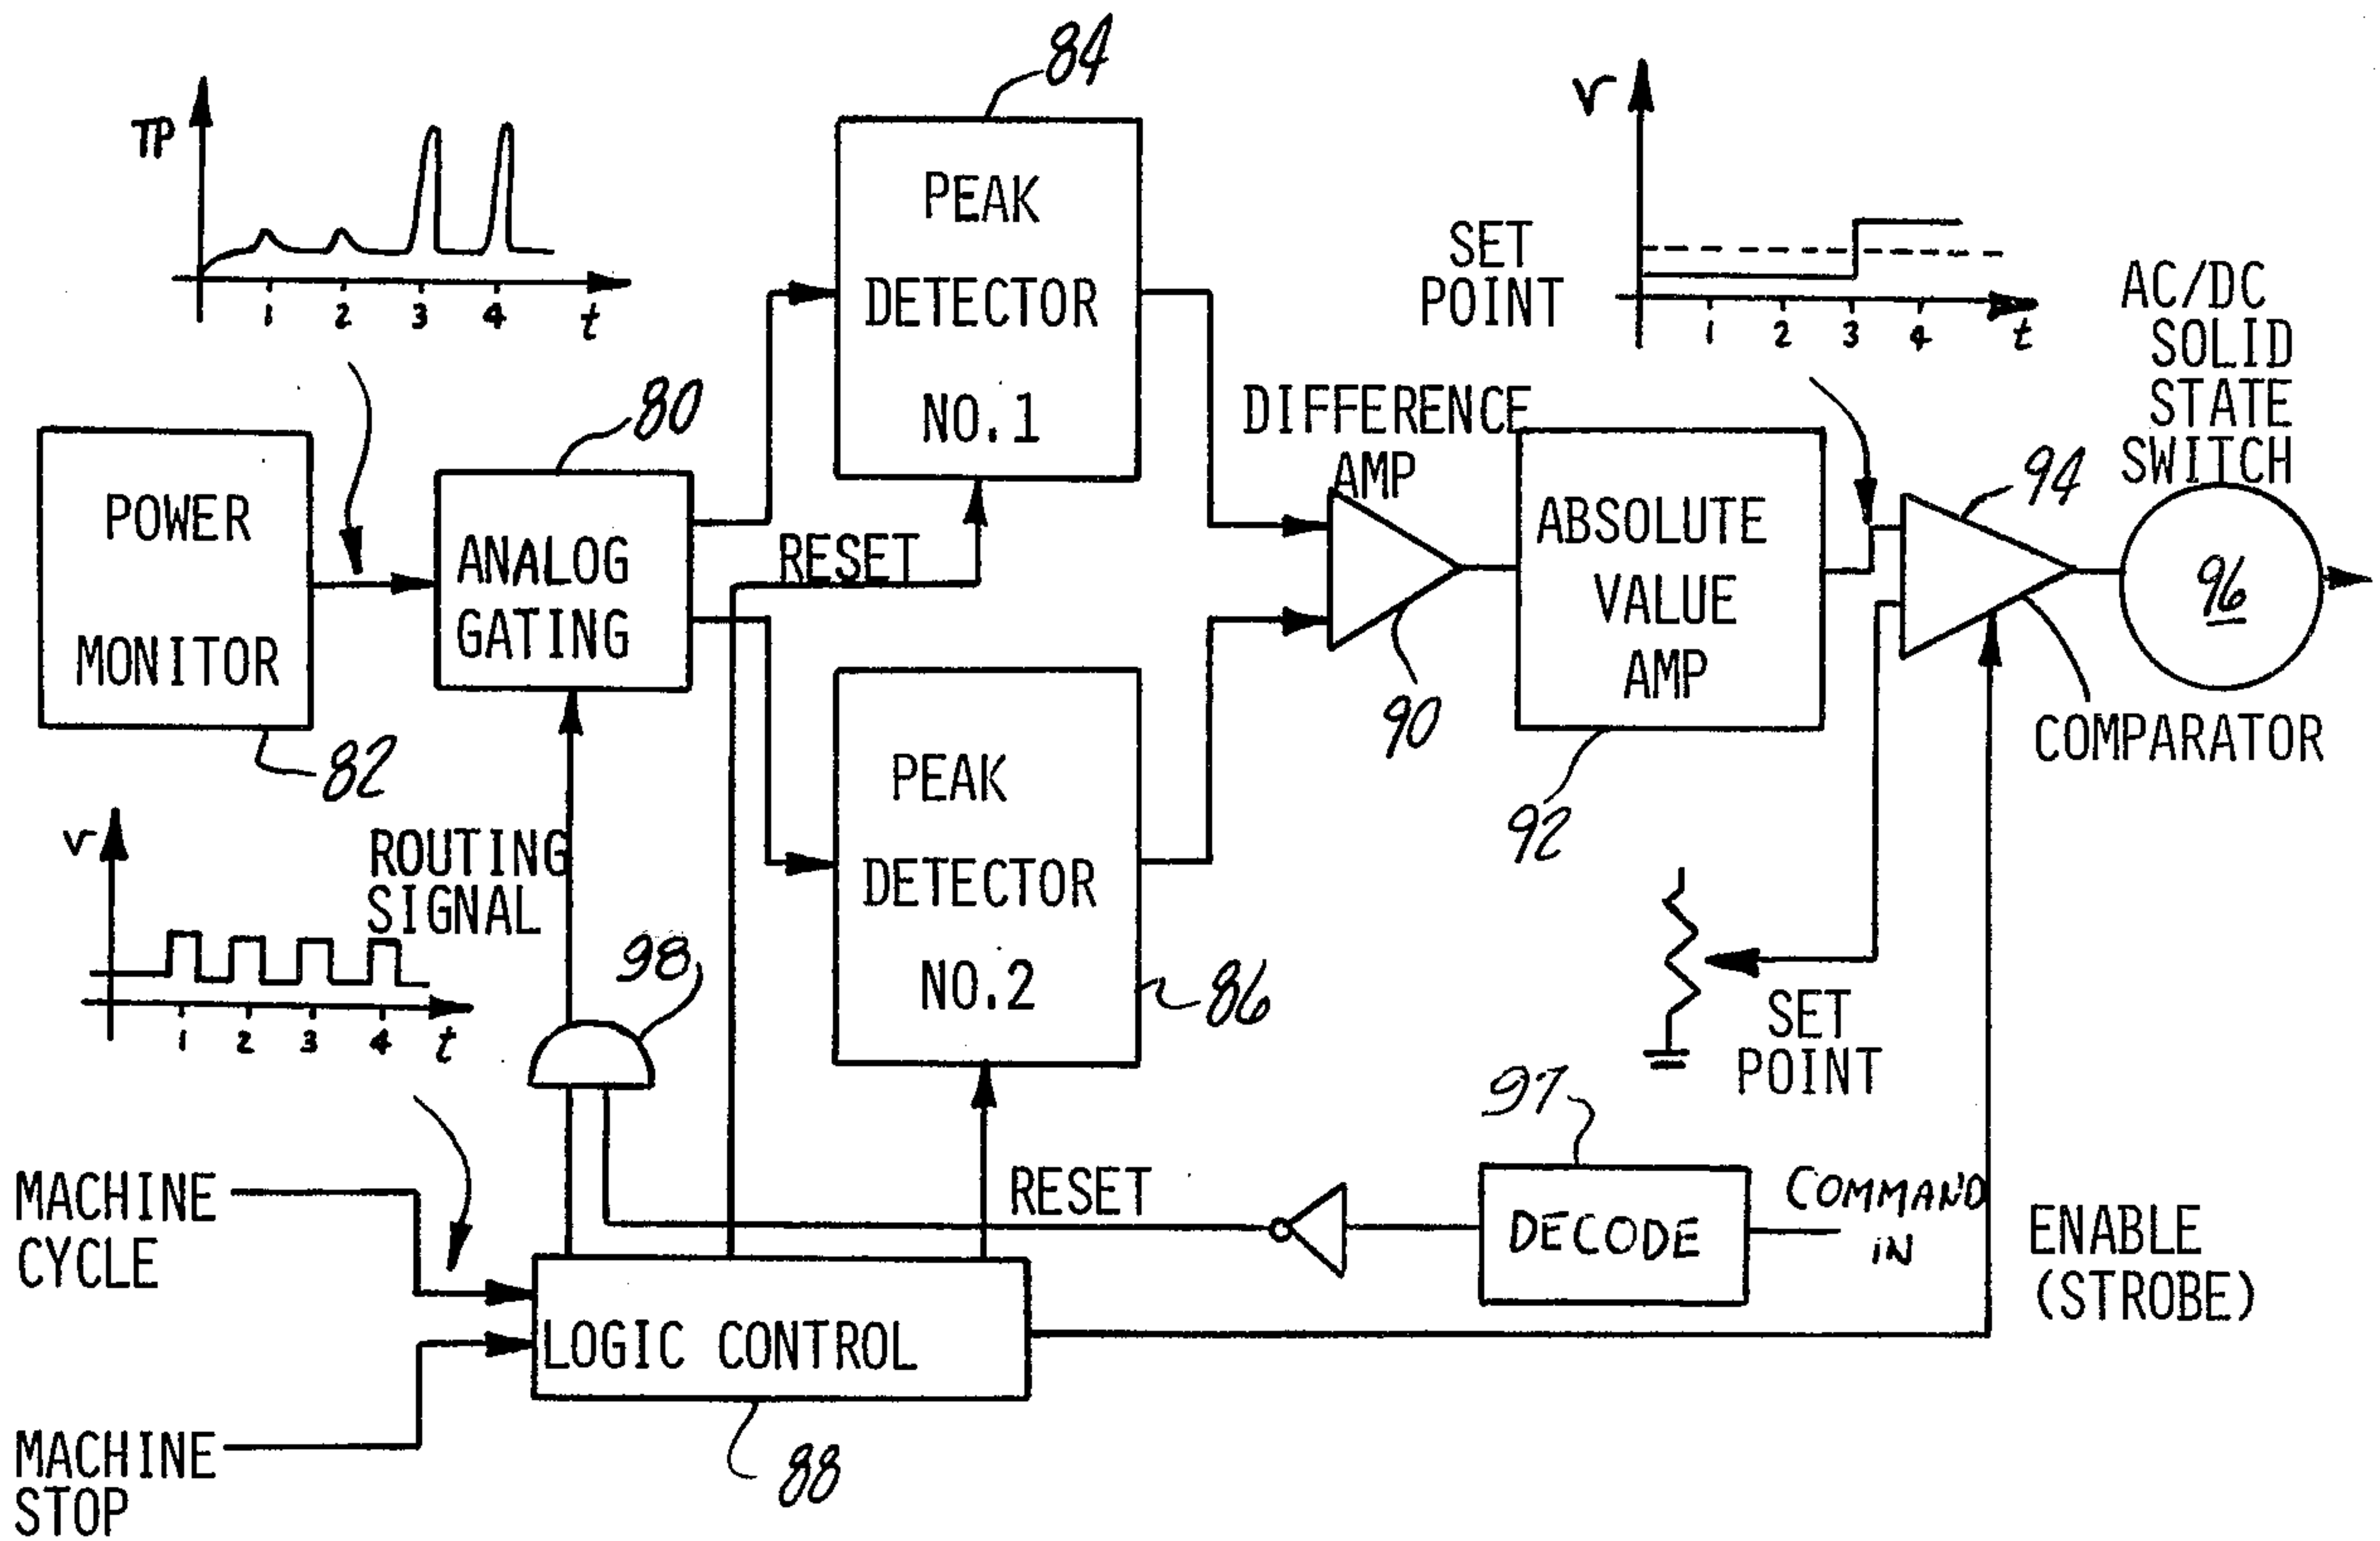 84
TP
1 2 3 4 t
V
SET
POINT
1 2 3 4 t
PEAK
DETECTOR
NO.1
AC/DC
SOLID
STATE
SWITCH
80
DIFFERENCE
AMP
94
POWER
MONITOR
82
ANALOG
GATING
RESET
90
ABSOLUTE
VALUE
AMP
92
96
COMPARATOR
V
1 2 3 4 t
ROUTING
SIGNAL
98
PEAK
DETECTOR
NO.2
86
SET
POINT
97
MACHINE
CYCLE
RESET
DECODE
COMMAND
IN
ENABLE
(STROBE)
LOGIC CONTROL
88
MACHINE
STOP